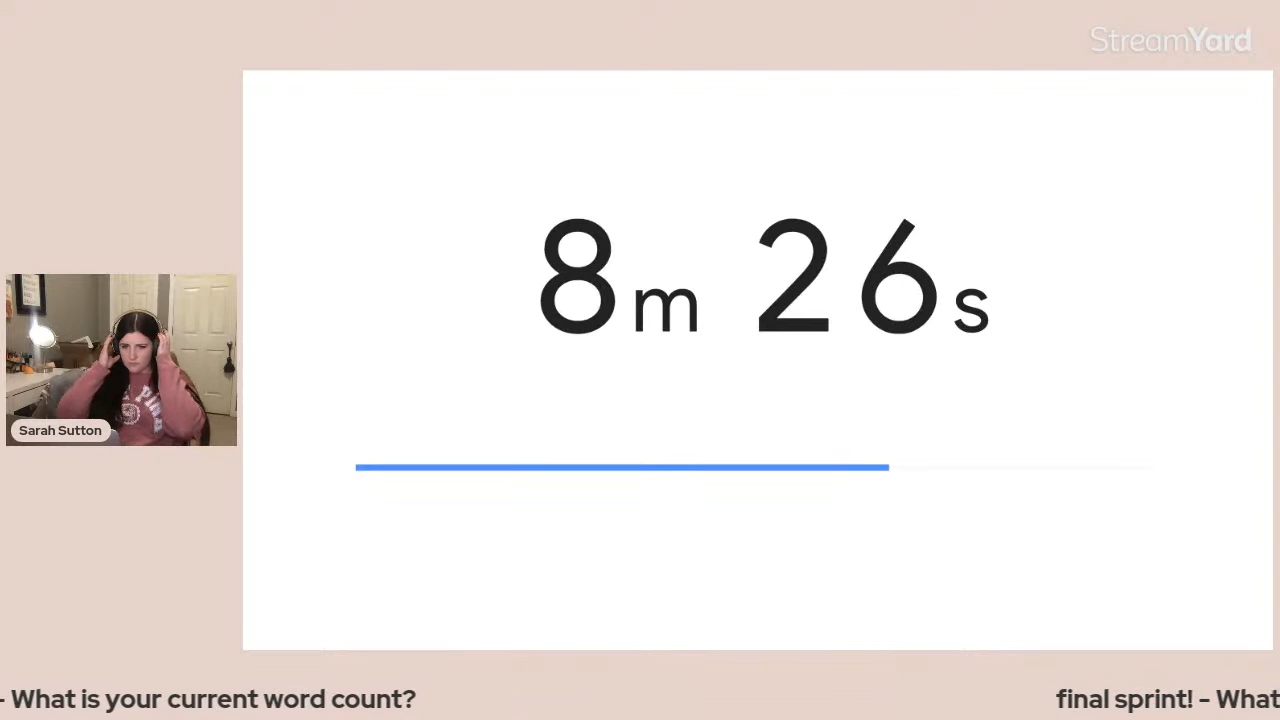 StreamYard
8m 26s
Sarah Sutton
- What is your current word count?
final sprint! - What